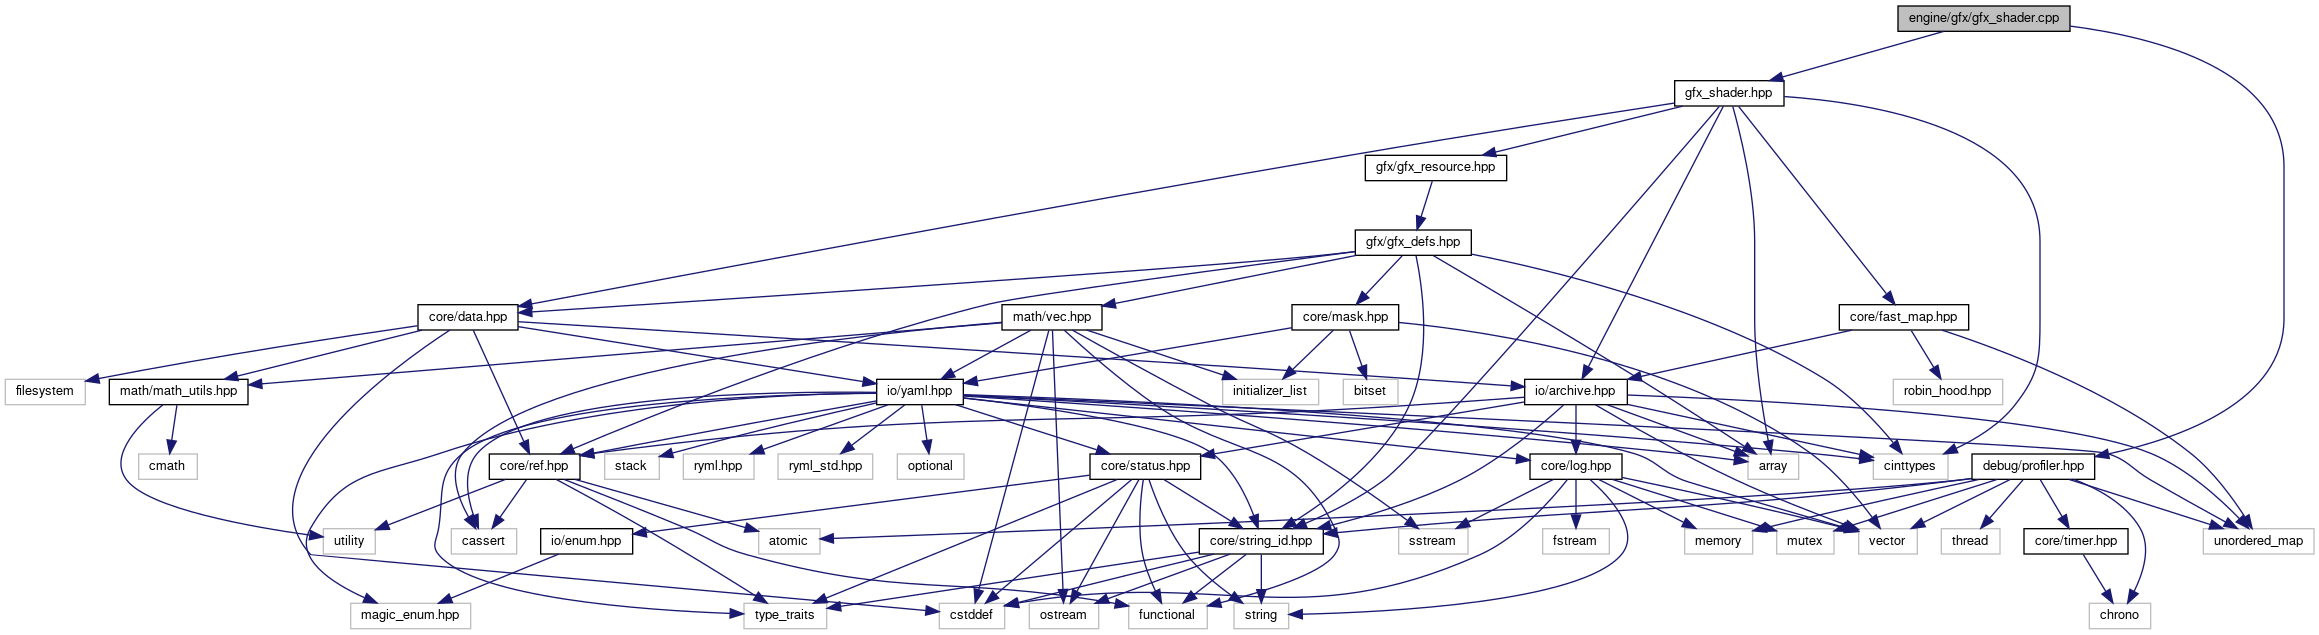 engine/gfx/gfx_shader.cpp
gfx_shader.hpp
gfx/gfx_resource.hpp
gfx/gfx_defs.hpp
core/data.hpp
math/vec.hpp
core/mask.hpp
core/fast_map.hpp
filesystem
math/math_utils.hpp
io/yaml.hpp
initializer_list
bitset
io/archive.hpp
robin_hood.hpp
cmath
core/ref.hpp
stack
ryml.hpp
ryml_std.hpp
optional
core/status.hpp
core/log.hpp
array
cinttypes
debug/profiler.hpp
utility
cassert
io/enum.hpp
atomic
core/string_id.hpp
sstream
fstream
memory
mutex
vector
thread
core/timer.hpp
unordered_map
magic_enum.hpp
type_traits
cstddef
ostream
functional
string
chrono